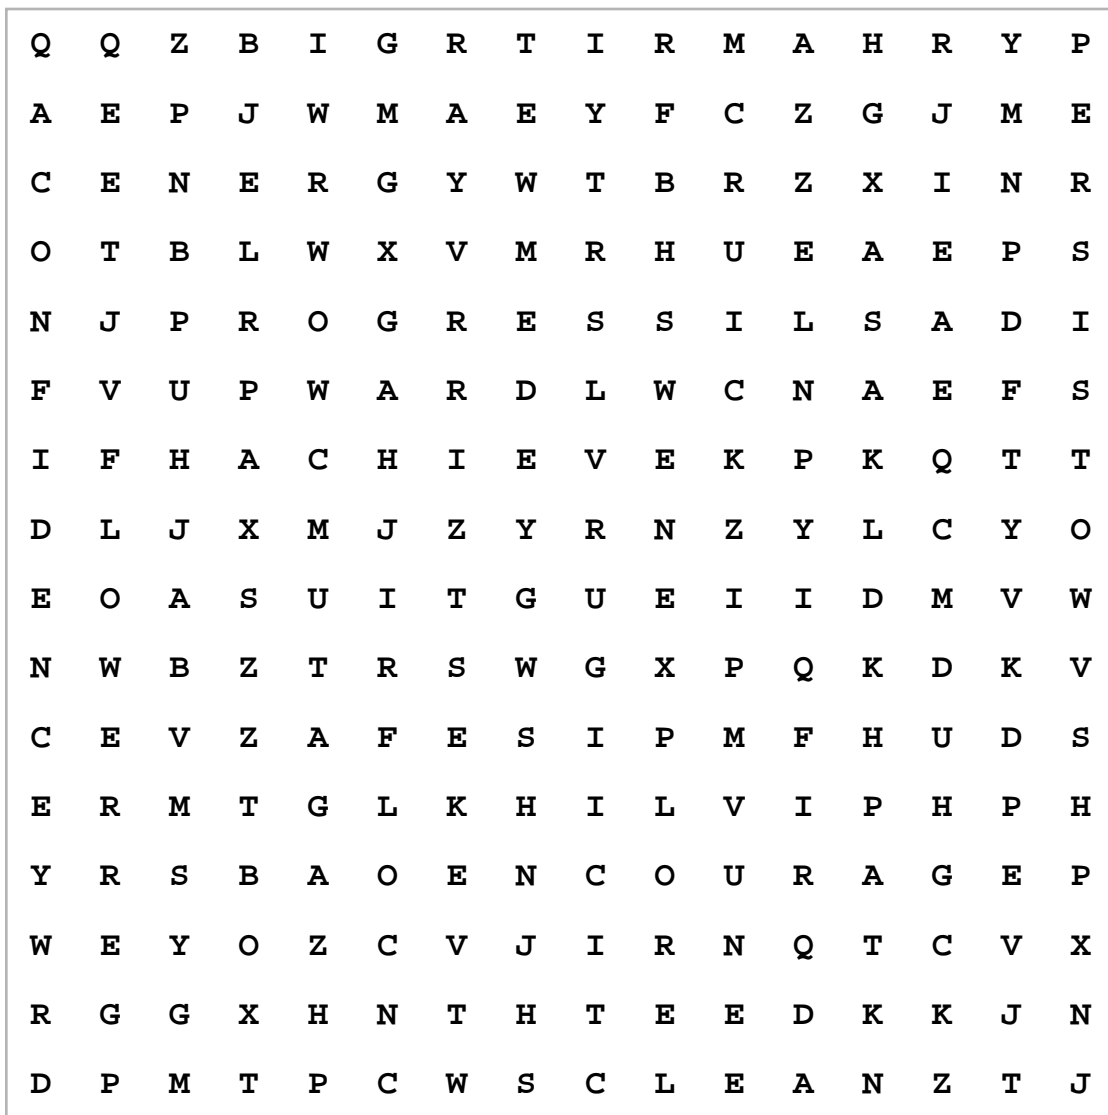 Q Q Z B I G R T I R M A H R Y P
A E P J W M A E Y F C Z G J M E
C E N E R G Y W T B R Z X I N R
O T B L W X V M R H U E A E P S
N J P R O G R E S S I L S A D I
F V U P W A R D L W C N A E F S
I F H A C H I E V E K P K Q T T
D L J X M J Z Y R N Z Y L C Y O
E O A S U I T G U E I I D M V W
N W B Z T R S W G X P Q K D K V
C E V Z A F E S I P M F H U D S
E R M T G L K H I L V I P H P H
Y R S B A O E N C O U R A G E P
W E Y O Z C V J I R N Q T C V X
R G G X H N T H T E E D K K J N
D P M T P C W S C L E A N Z T J